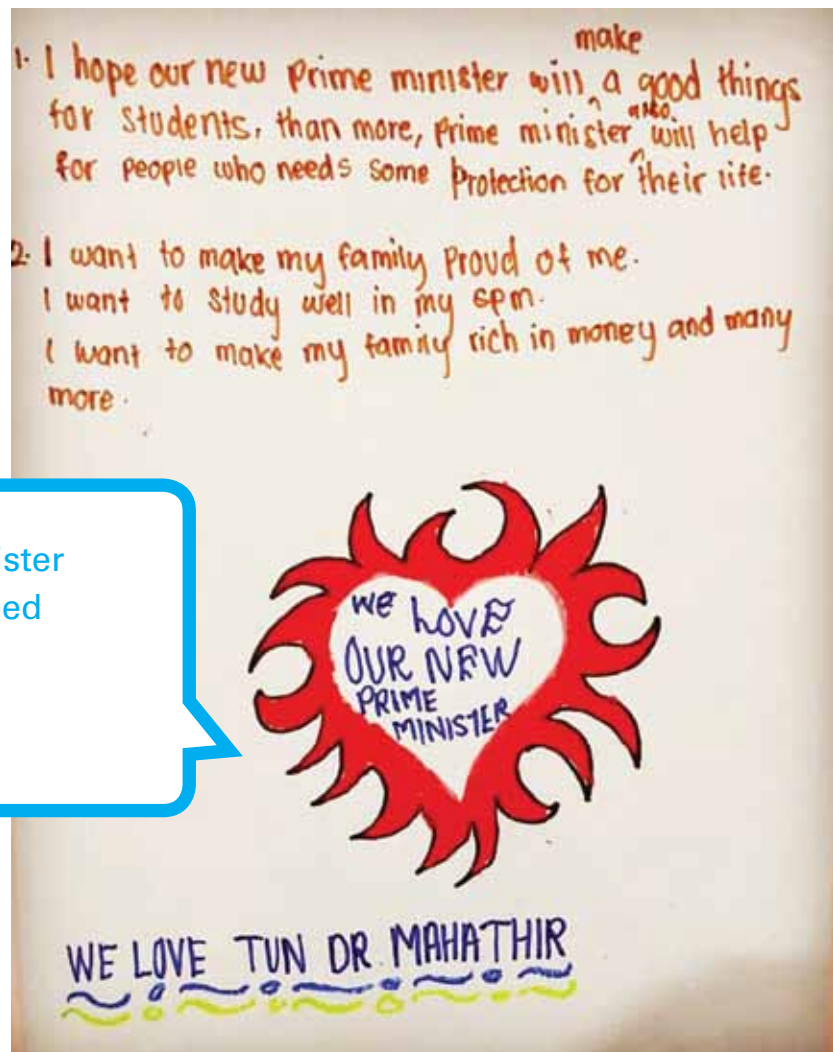 make
1. I hope our new prime minister will ^ a good things
also
for students, than more, prime minister ^ will help
for people who needs some protection for their life.
2. I want to make my family proud of me.
I want to study well in my spm.
I want to make my family rich in money and many
more.
ister
ed
WE LOVE
OUR NEW
PRIME
MINISTER
WE LOVE TUN DR. MAHATHIR